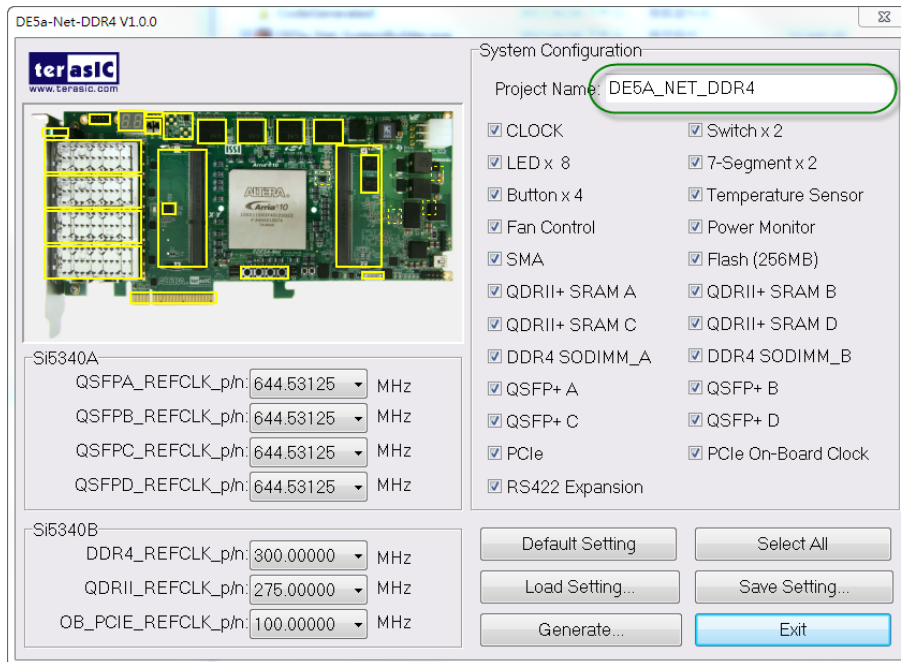 DE5a-Net-DDR4 V1.0.0
terasIC
www.terasic.com
ISSI
ALTERA
Arria 10
System Configuration
Project Name: DE5A_NET_DDR4
CLOCK
Switch x 2
LED x 8
7-Segment x 2
Button x 4
Temperature Sensor
Fan Control
Power Monitor
SMA
Flash (256MB)
QDRII+ SRAM A
QDRII+ SRAM B
QDRII+ SRAM C
QDRII+ SRAM D
DDR4 SODIMM_A
DDR4 SODIMM_B
QSFP+ A
QSFP+ B
QSFP+ C
QSFP+ D
PCIe
PCIe On-Board Clock
RS422 Expansion
Si5340A
QSFPA_REFCLK_p/n: 644.53125 MHz
QSFPB_REFCLK_p/n: 644.53125 MHz
QSFPC_REFCLK_p/n: 644.53125 MHz
QSFPD_REFCLK_p/n: 644.53125 MHz
Si5340B
DDR4_REFCLK_p/n: 300.00000 MHz
QDRII_REFCLK_p/n: 275.00000 MHz
OB_PCIE_REFCLK_p/n: 100.00000 MHz
Default Setting
Select All
Load Setting...
Save Setting...
Generate...
Exit